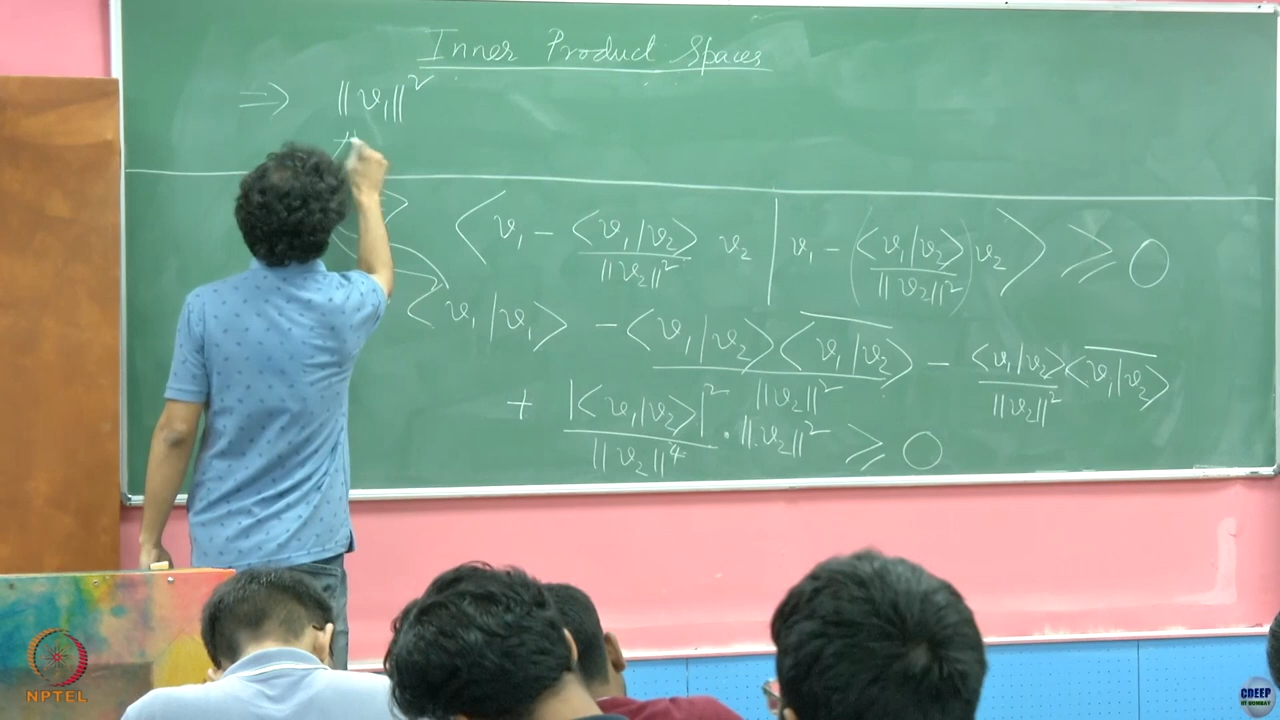 Inner Product Spaces
⇒ ||v₁||²
⟨ v₁ − ⟨v₁|v₂⟩ / ||v₂||² v₂ | v₁ − (⟨v₁|v₂⟩ / ||v₂||²) v₂ ⟩ ≥ 0
⟨v₁|v₁⟩ − ⟨v₁|v₂⟩ \overline{⟨v₁|v₂⟩} / ||v₂||² − ⟨v₁|v₂⟩ / ||v₂||² \overline{⟨v₁|v₂⟩}
+ |⟨v₁|v₂⟩|² / ||v₂||⁴ · ||v₂||² ≥ 0
NPTEL
CDEEP
IIT BOMBAY